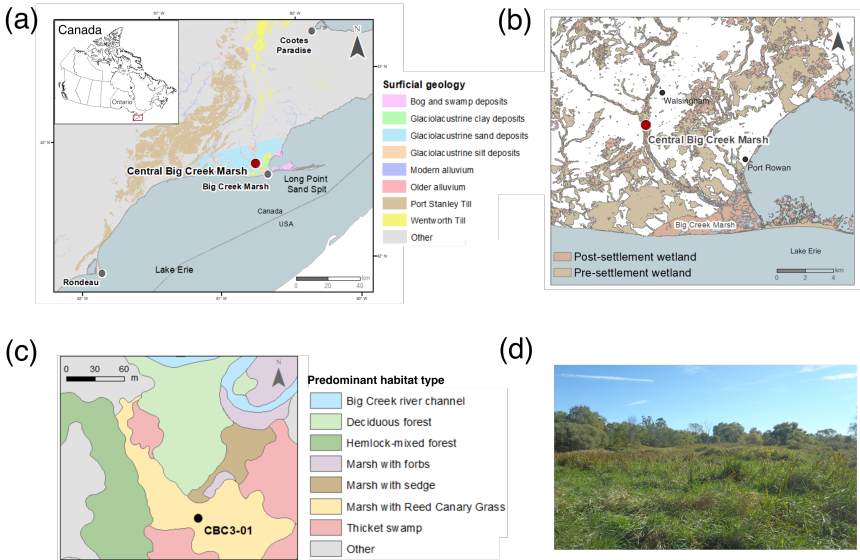 (a)
Canada
Ontario
N
Cootes
Paradise
Central Big Creek Marsh
Big Creek Marsh
Long Point
Sand Spit
Canada
USA
Lake Erie
Rondeau
0 20 40
km
Surficial geology
Bog and swamp deposits
Glaciolacustrine clay deposits
Glaciolacustrine sand deposits
Glaciolacustrine silt deposits
Modern alluvium
Older alluvium
Port Stanley Till
Wentworth Till
Other
(b)
N
Walsingham
Central Big Creek Marsh
Port Rowan
Big Creek Marsh
Lake Erie
Post-settlement wetland
Pre-settlement wetland
0 2 4
km
(c)
0 30 60
m
N
CBC3-01
Predominant habitat type
Big Creek river channel
Deciduous forest
Hemlock-mixed forest
Marsh with forbs
Marsh with sedge
Marsh with Reed Canary Grass
Thicket swamp
Other
(d)